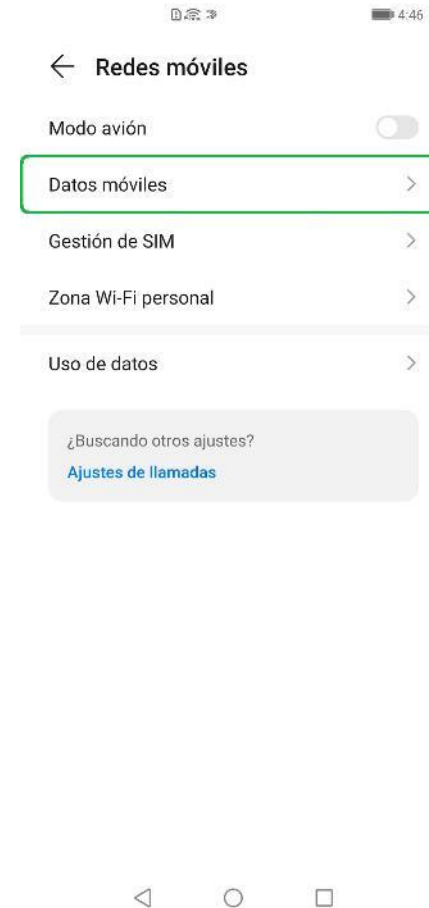 4:46
Redes móviles
Modo avión
Datos móviles
Gestión de SIM
Zona Wi-Fi personal
Uso de datos
¿Buscando otros ajustes?
Ajustes de llamadas